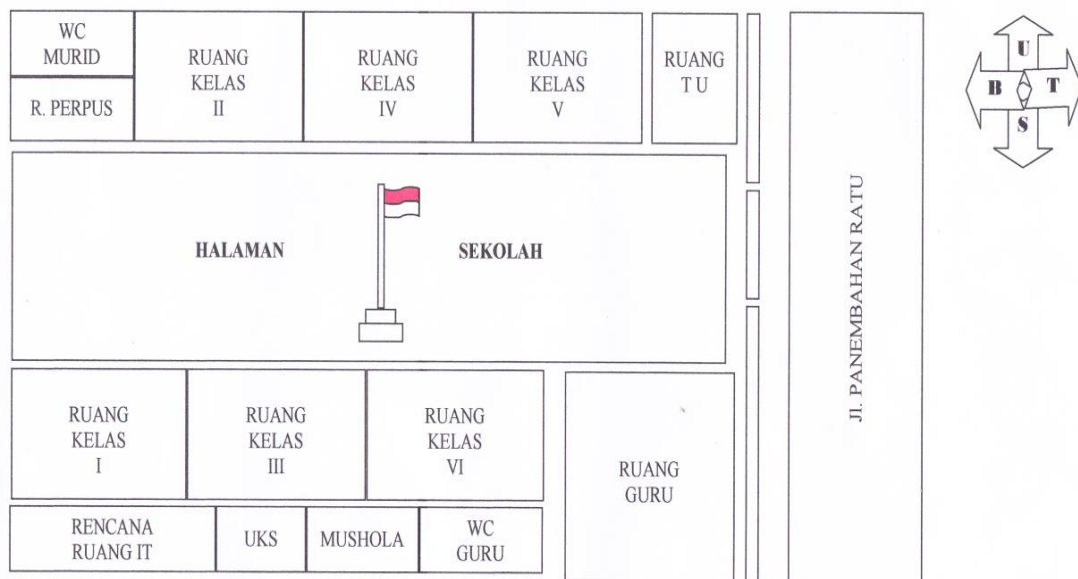 WC
MURID
R. PERPUS
RUANG
KELAS
II
RUANG
KELAS
IV
RUANG
KELAS
V
RUANG
T U
U
B
T
S
HALAMAN
SEKOLAH
Jl. PANEMBAHAN RATU
RUANG
KELAS
I
RUANG
KELAS
III
RUANG
KELAS
VI
RUANG
GURU
RENCANA
RUANG IT
UKS
MUSHOLA
WC
GURU